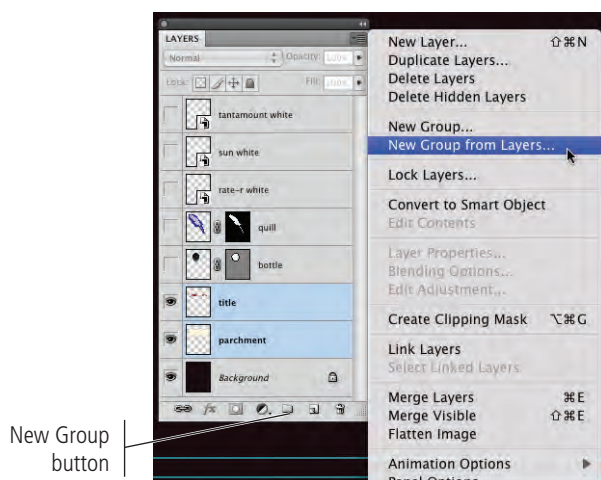 LAYERS
Normal
Opacity:
Lock:
Fill:
tantamount white
sun white
rate-r white
quill
bottle
title
parchment
Background
New Group
button
New Layer... ⇧⌘N
Duplicate Layers...
Delete Layers
Delete Hidden Layers
New Group...
New Group from Layers...
Lock Layers...
Convert to Smart Object
Edit Contents
Layer Properties...
Blending Options...
Edit Adjustment...
Create Clipping Mask ⌥⌘G
Link Layers
Select Linked Layers
Merge Layers ⌘E
Merge Visible ⇧⌘E
Flatten Image
Animation Options
Panel Options...